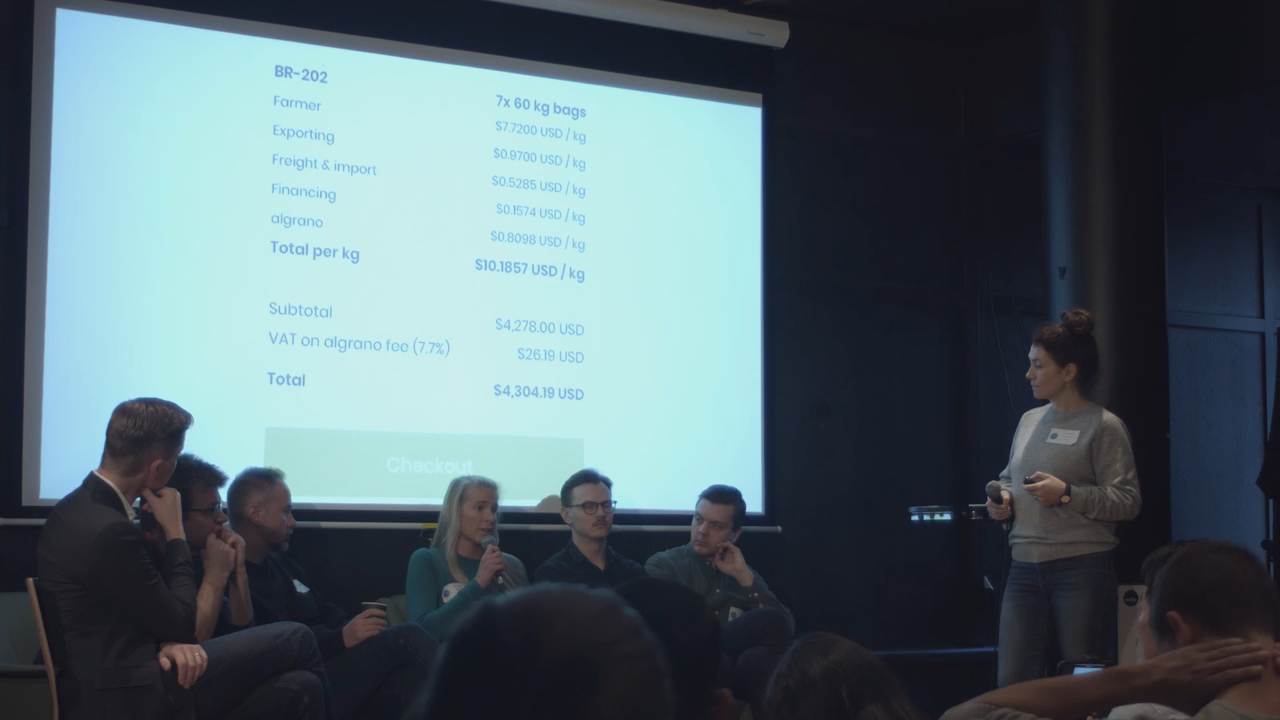 BR-202 7x 60 kg bags
Farmer $7.7200 USD / kg
Exporting $0.9700 USD / kg
Freight & import $0.5285 USD / kg
Financing $0.1574 USD / kg
algrano $0.8098 USD / kg
Total per kg $10.1857 USD / kg
Subtotal $4,278.00 USD
VAT on algrano fee (7.7%) $26.19 USD
Total $4,304.19 USD
Checkout